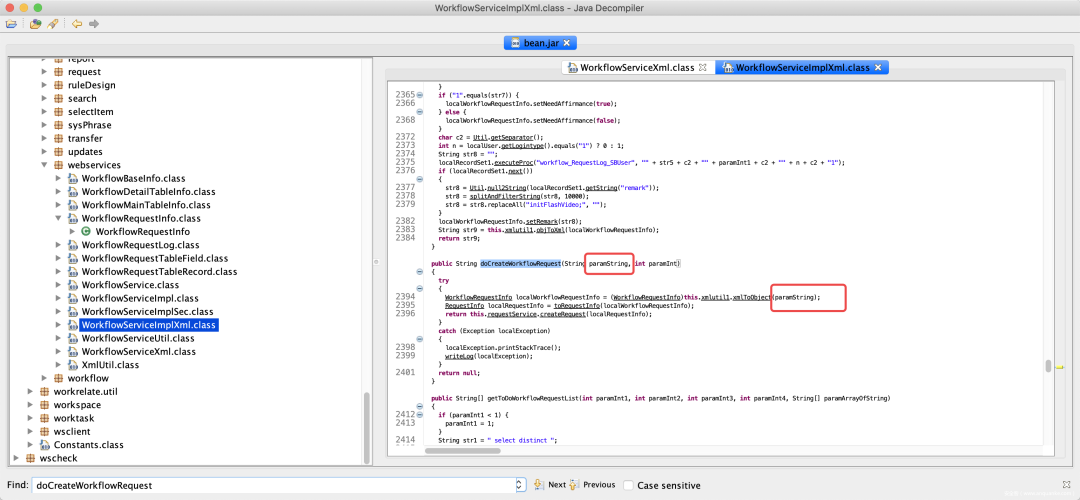 WorkflowServiceImplXml.class - Java Decompiler
bean.jar
report
request
ruleDesign
search
selectItem
sysPhrase
transfer
updates
webservices
WorkflowBaseInfo.class
WorkflowDetailTableInfo.class
WorkflowMainTableInfo.class
WorkflowRequestInfo.class
WorkflowRequestInfo
WorkflowRequestLog.class
WorkflowRequestTableField.class
WorkflowRequestTableRecord.class
WorkflowService.class
WorkflowServiceImpl.class
WorkflowServiceImplSec.class
WorkflowServiceImplXml.class
WorkflowServiceUtil.class
WorkflowServiceXml.class
XmlUtil.class
workflow
workrelate.util
workspace
worktask
wsclient
Constants.class
wscheck
WorkflowServiceXml.class
WorkflowServiceImplXml.class
}
2365 if ("1".equals(str7)) {
2366 localWorkflowRequestInfo.setNeedAffirmance(true);
} else {
2368 localWorkflowRequestInfo.setNeedAffirmance(false);
}
2372 char c2 = Util.getSeparator();
2373 int n = localUser.getLogintype().equals("1") ? 0 : 1;
2374 String str8 = "";
2375 localRecordSet1.executeProc("workflow_RequestLog_SBUser", "" + str5 + c2 + "" + paramInt1 + c2 + "" + n + c2 + "1");
2376 if (localRecordSet1.next())
{
2377 str8 = Util.null2String(localRecordSet1.getString("remark"));
2378 str8 = splitAndFilterString(str8, 10000);
2379 str8 = str8.replaceAll("initFlashVideo;", "");
}
2382 localWorkflowRequestInfo.setRemark(str8);
2383 String str9 = this.xmlutil1.objToXml(localWorkflowRequestInfo);
2384 return str9;
}
public String doCreateWorkflowRequest(String paramString, int paramInt)
{
try
{
2394 WorkflowRequestInfo localWorkflowRequestInfo = (WorkflowRequestInfo)this.xmlutil1.xmlToObject(paramString);
2395 RequestInfo localRequestInfo = toRequestInfo(localWorkflowRequestInfo);
2396 return this.requestService.createRequest(localRequestInfo);
}
catch (Exception localException)
{
2398 localException.printStackTrace();
2399 writeLog(localException);
}
2401 return null;
}
public String[] getToDoWorkflowRequestList(int paramInt1, int paramInt2, int paramInt3, int paramInt4, String[] paramArrayOfString)
{
2412 if (paramInt1 < 1) {
2413 paramInt1 = 1;
}
2414 String str1 = " select distinct ";
Find: doCreateWorkflowRequest Next Previous Case sensitive